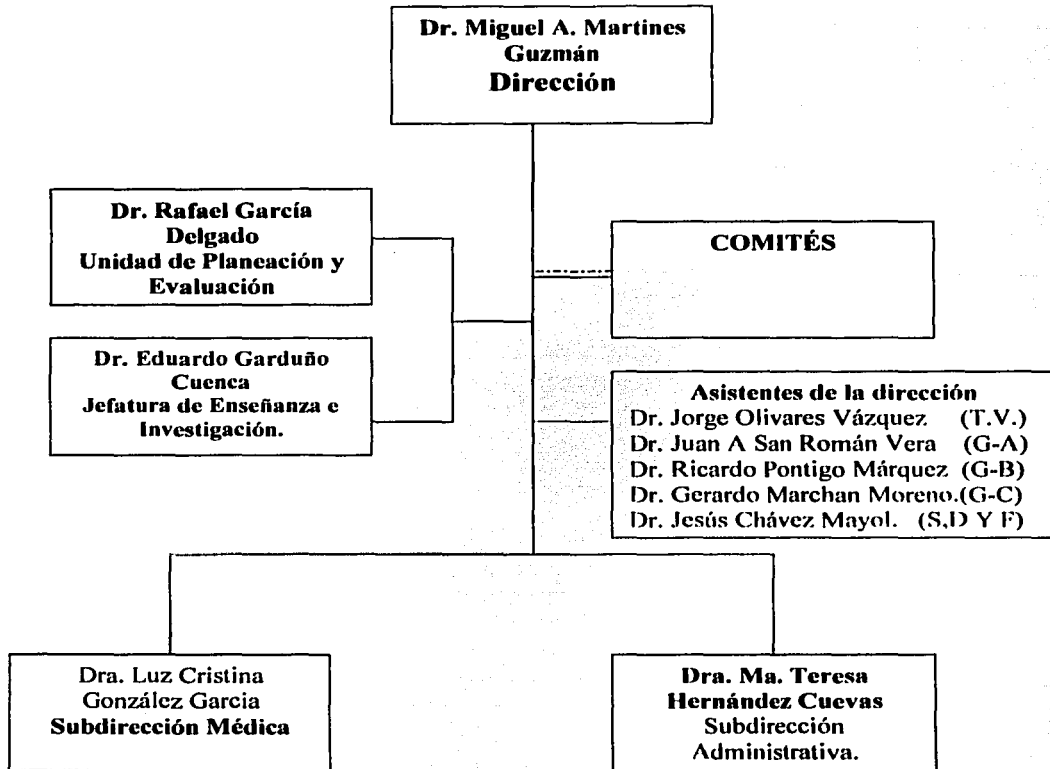 Dr. Miguel A. Martines
Guzmán
Dirección
Dr. Rafael García
Delgado
Unidad de Planeación y
Evaluación
COMITÉS
Dr. Eduardo Garduño
Cuenca
Jefatura de Enseñanza e
Investigación.
Asistentes de la dirección
Dr. Jorge Olivares Vázquez (T.V.)
Dr. Juan A San Román Vera (G-A)
Dr. Ricardo Pontigo Márquez (G-B)
Dr. Gerardo Marchan Moreno.(G-C)
Dr. Jesús Chávez Mayol. (S,D Y F)
Dra. Luz Cristina
González Garcia
Subdirección Médica
Dra. Ma. Teresa
Hernández Cuevas
Subdirección
Administrativa.